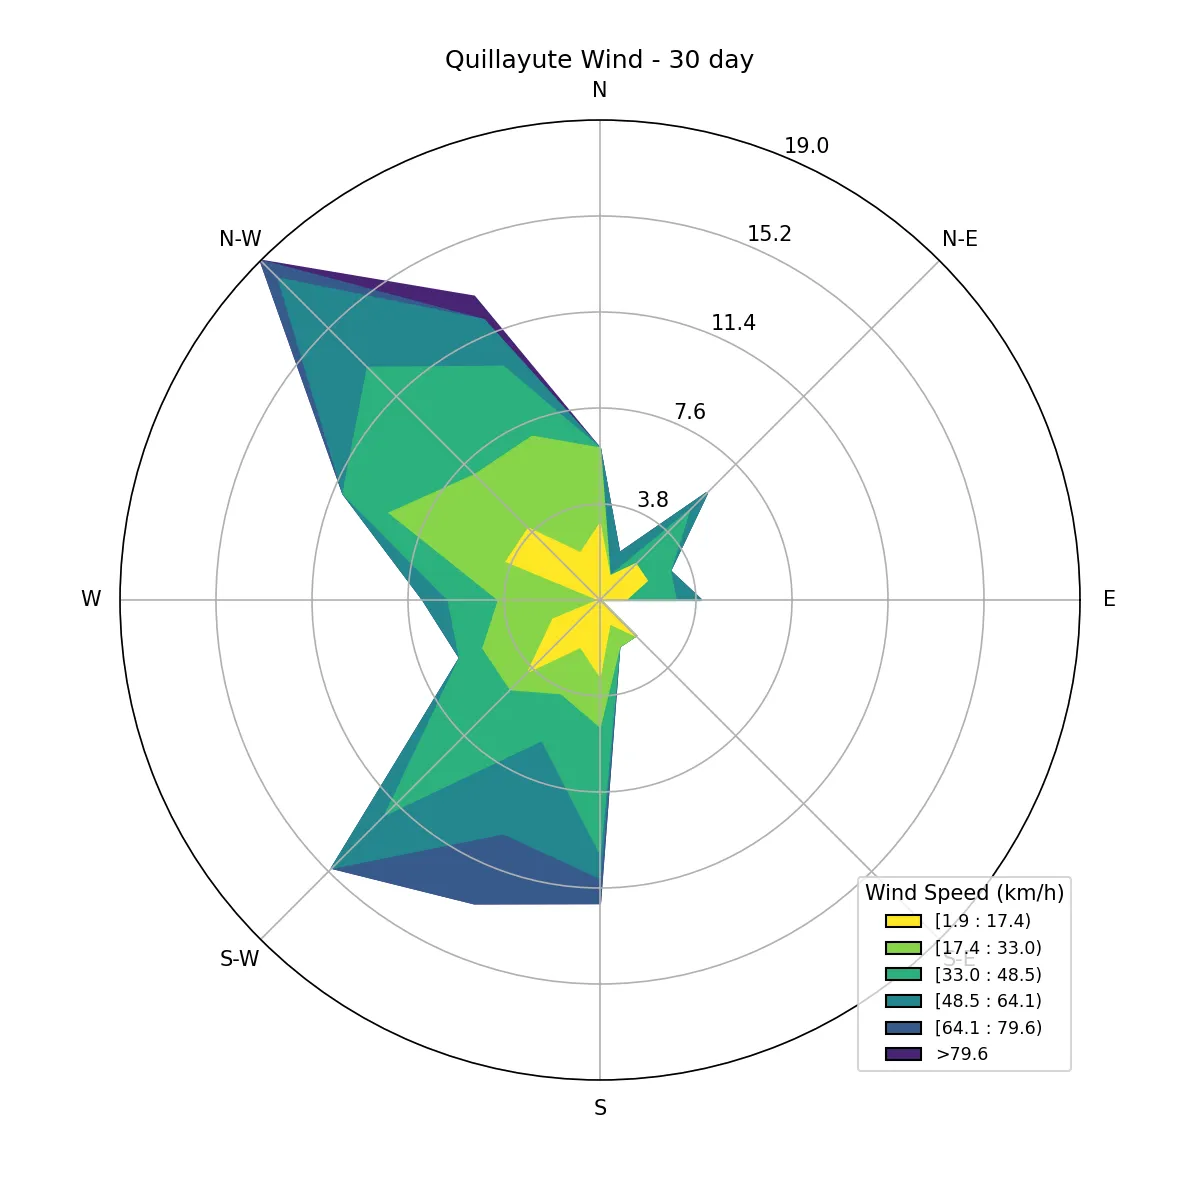 Quillayute Wind - 30 day
N
19.0
15.2
N-W
N-E
11.4
7.6
3.8
W
E
S-W
S-E
Wind Speed (km/h)
[1.9 : 17.4)
[17.4 : 33.0)
[33.0 : 48.5)
[48.5 : 64.1)
[64.1 : 79.6)
>79.6
S